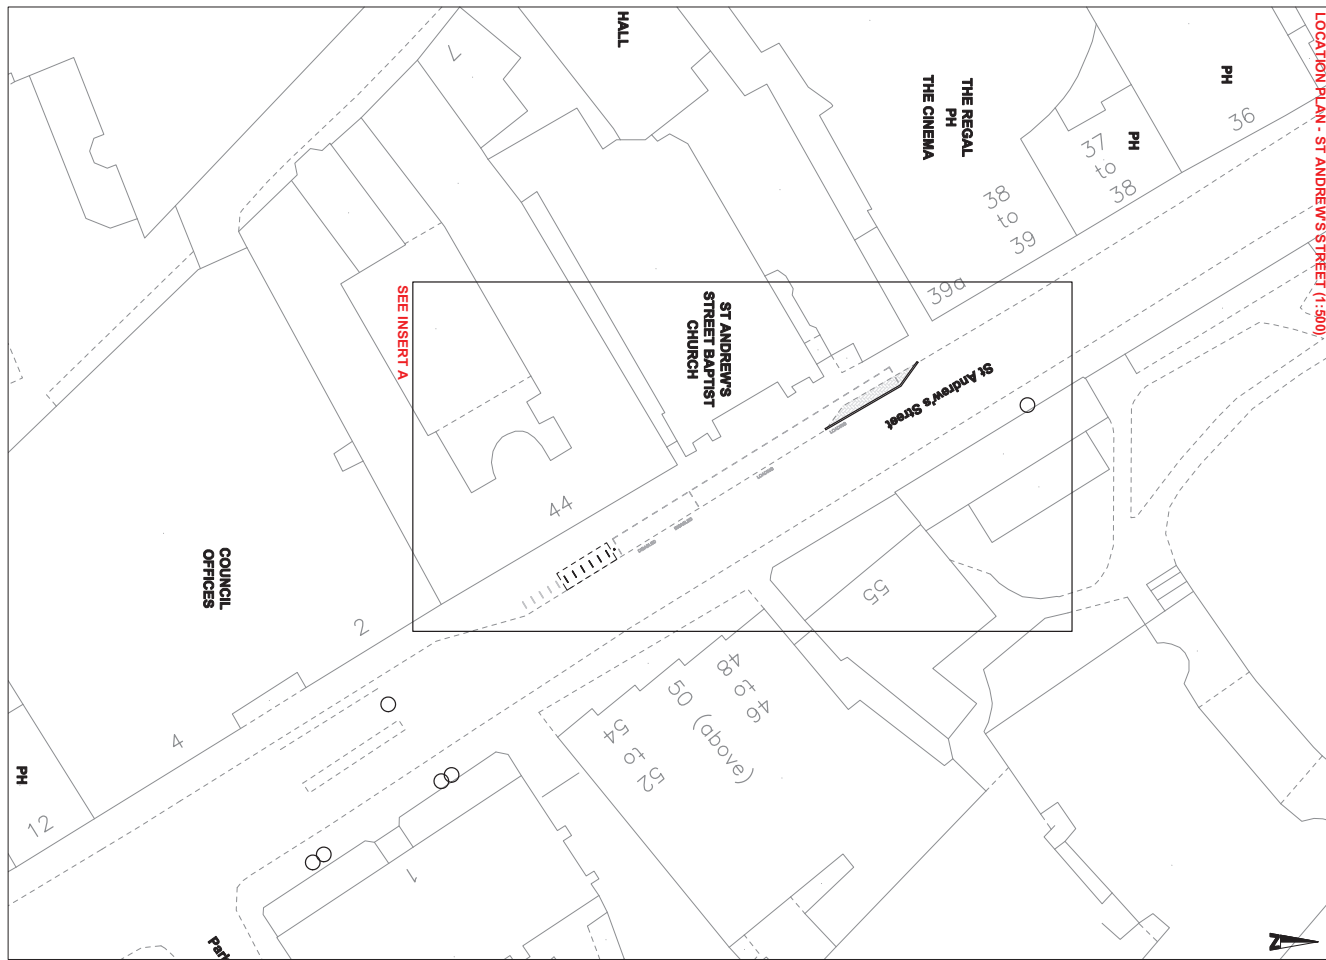 LOCATION PLAN - ST ANDREW'S STREET (1:500)
HALL
7
THE REGAL
PH
THE CINEMA
PH
36
PH
37
to
38
38
to
39
39a
SEE INSERT A
ST ANDREW'S
STREET BAPTIST
CHURCH
St Andrew's Street
44
COUNCIL
OFFICES
2
4
PH
12
55
46
to
48
50 (above)
52
to
54
1
Park
N